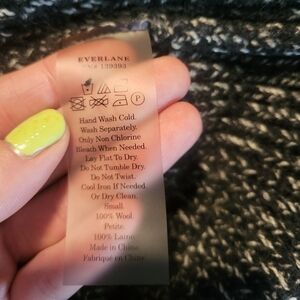 EVERLANE
139393
Hand Wash Cold.
Wash Separately.
Only Non Chlorine
Bleach When Needed.
Lay Flat To Dry.
Do Not Tumble Dry.
Do Not Twist.
Cool Iron If Needed.
Or Dry Clean.
Small.
100% Wool.
Petite.
100% Laine.
Made in China
Fabriqué en Chine